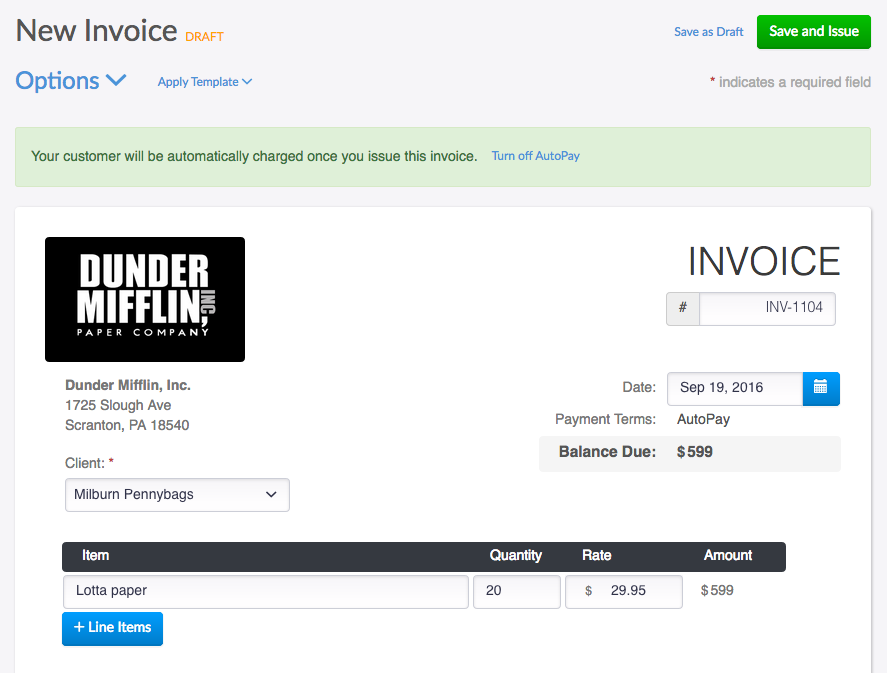 New Invoice DRAFT
Save as Draft
Save and Issue
Options
Apply Template
* indicates a required field
Your customer will be automatically charged once you issue this invoice. Turn off AutoPay
DUNDER
MIFFLIN, INC
PAPER COMPANY
INVOICE
# INV-1104
Dunder Mifflin, Inc.
1725 Slough Ave
Scranton, PA 18540
Date: Sep 19, 2016
Payment Terms: AutoPay
Balance Due: $599
Client: *
Milburn Pennybags
Item Quantity Rate Amount
Lotta paper 20 $ 29.95 $599
+ Line Items